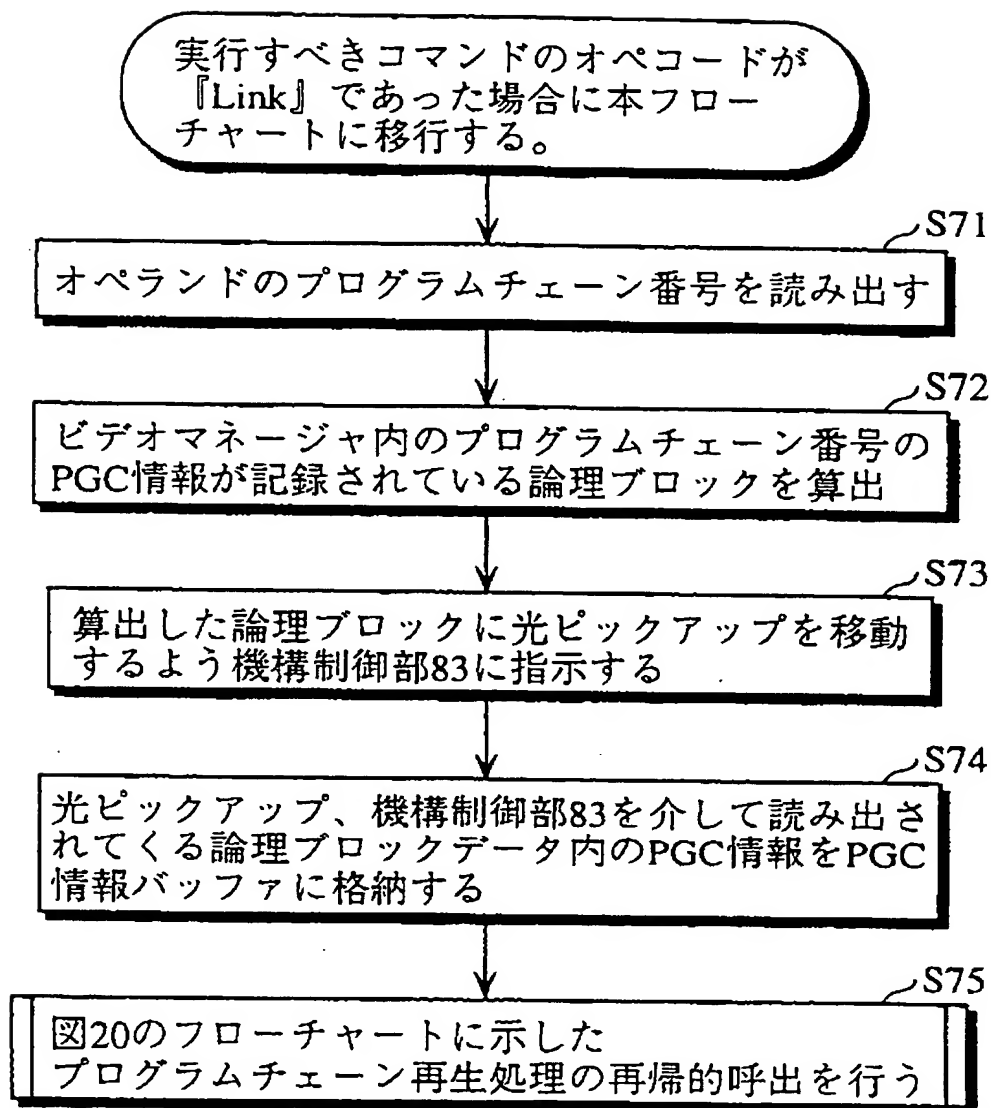 実行すべきコマンドのオペコードが
『Link』であった場合に本フロー
チャートに移行する。
S71
オペランドのプログラムチェーン番号を読み出す
S72
ビデオマネージャ内のプログラムチェーン番号の
PGC情報が記録されている論理ブロックを算出
S73
算出した論理ブロックに光ピックアップを移動
するよう機構制御部83に指示する
S74
光ピックアップ、機構制御部83を介して読み出さ
れてくる論理ブロックデータ内のPGC情報をPGC
情報バッファに格納する
S75
図20のフローチャートに示した
プログラムチェーン再生処理の再帰的呼出を行う